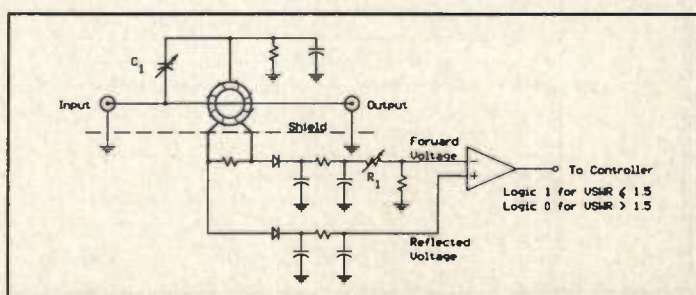 C1
Input
Output
Shield
Forward
Voltage
R1
-
+
To Controller
Logic 1 for VSWR ⩽ 1.5
Logic 0 for VSWR > 1.5
Reflected
Voltage